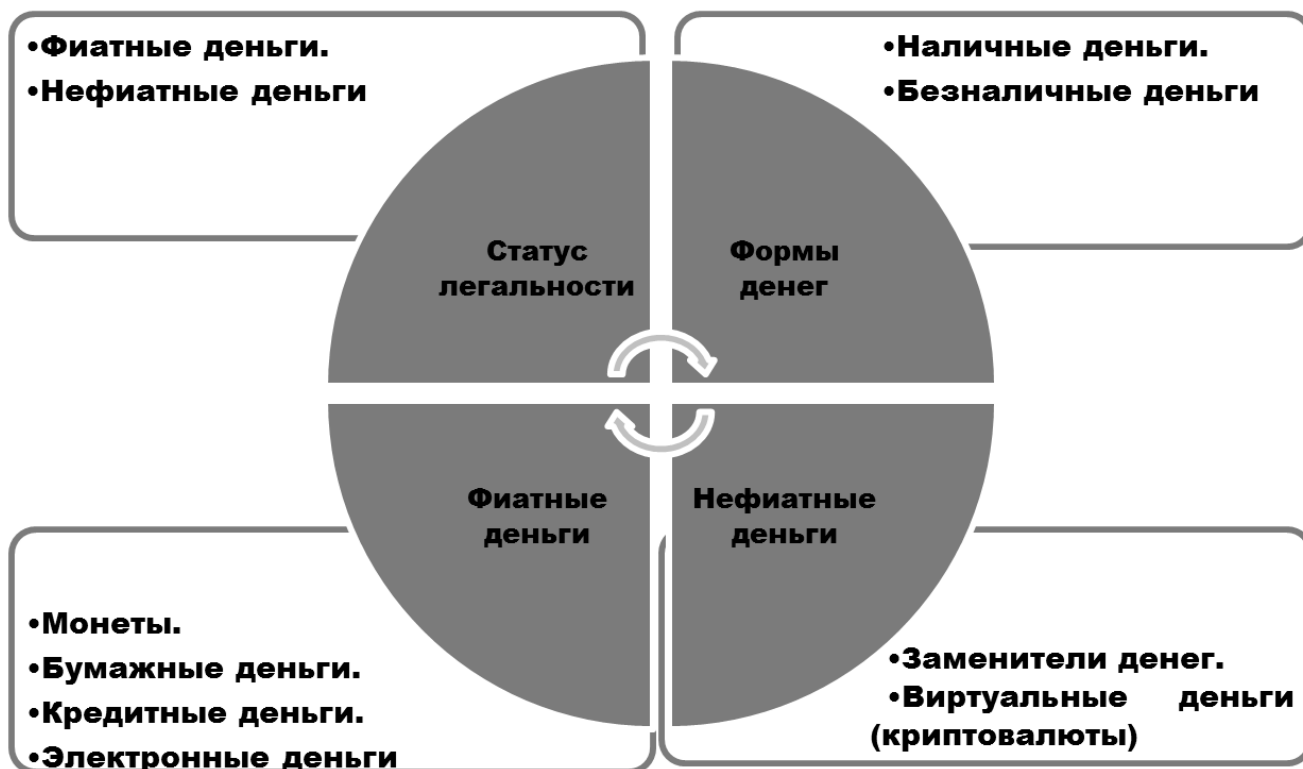 •Фиатные деньги.
•Нефиатные деньги
•Наличные деньги.
•Безналичные деньги
Статус
легальности
Формы
денег
Фиатные
деньги
Нефиатные
деньги
•Монеты.
•Бумажные деньги.
•Кредитные деньги.
•Электронные деньги
•Заменители денег.
•Виртуальные деньги
(криптовалюты)